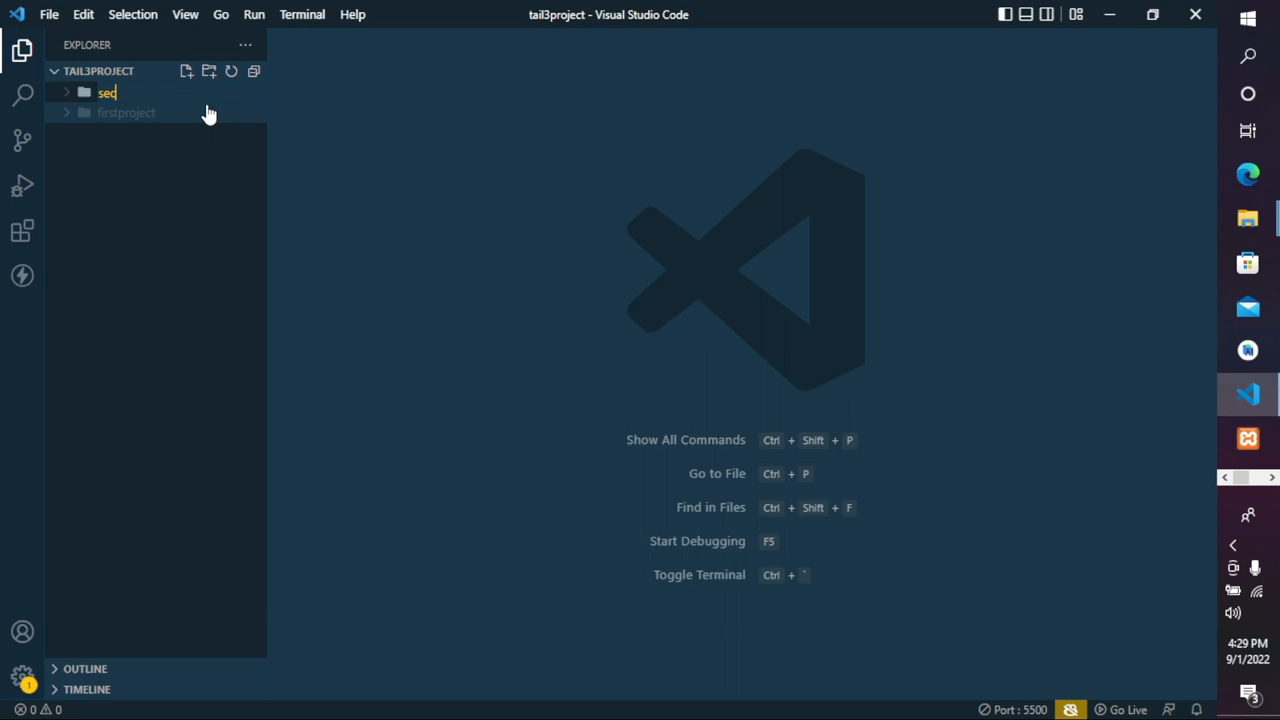 File Edit Selection View Go Run Terminal Help
tail3project - Visual Studio Code
EXPLORER
TAIL3PROJECT
sec
firstproject
Show All Commands Ctrl + Shift + P
Go to File Ctrl + P
Find in Files Ctrl + Shift + F
Start Debugging F5
Toggle Terminal Ctrl + `
OUTLINE
1
TIMELINE
0 0
Port : 5500
Go Live
4:29 PM
9/1/2022
3